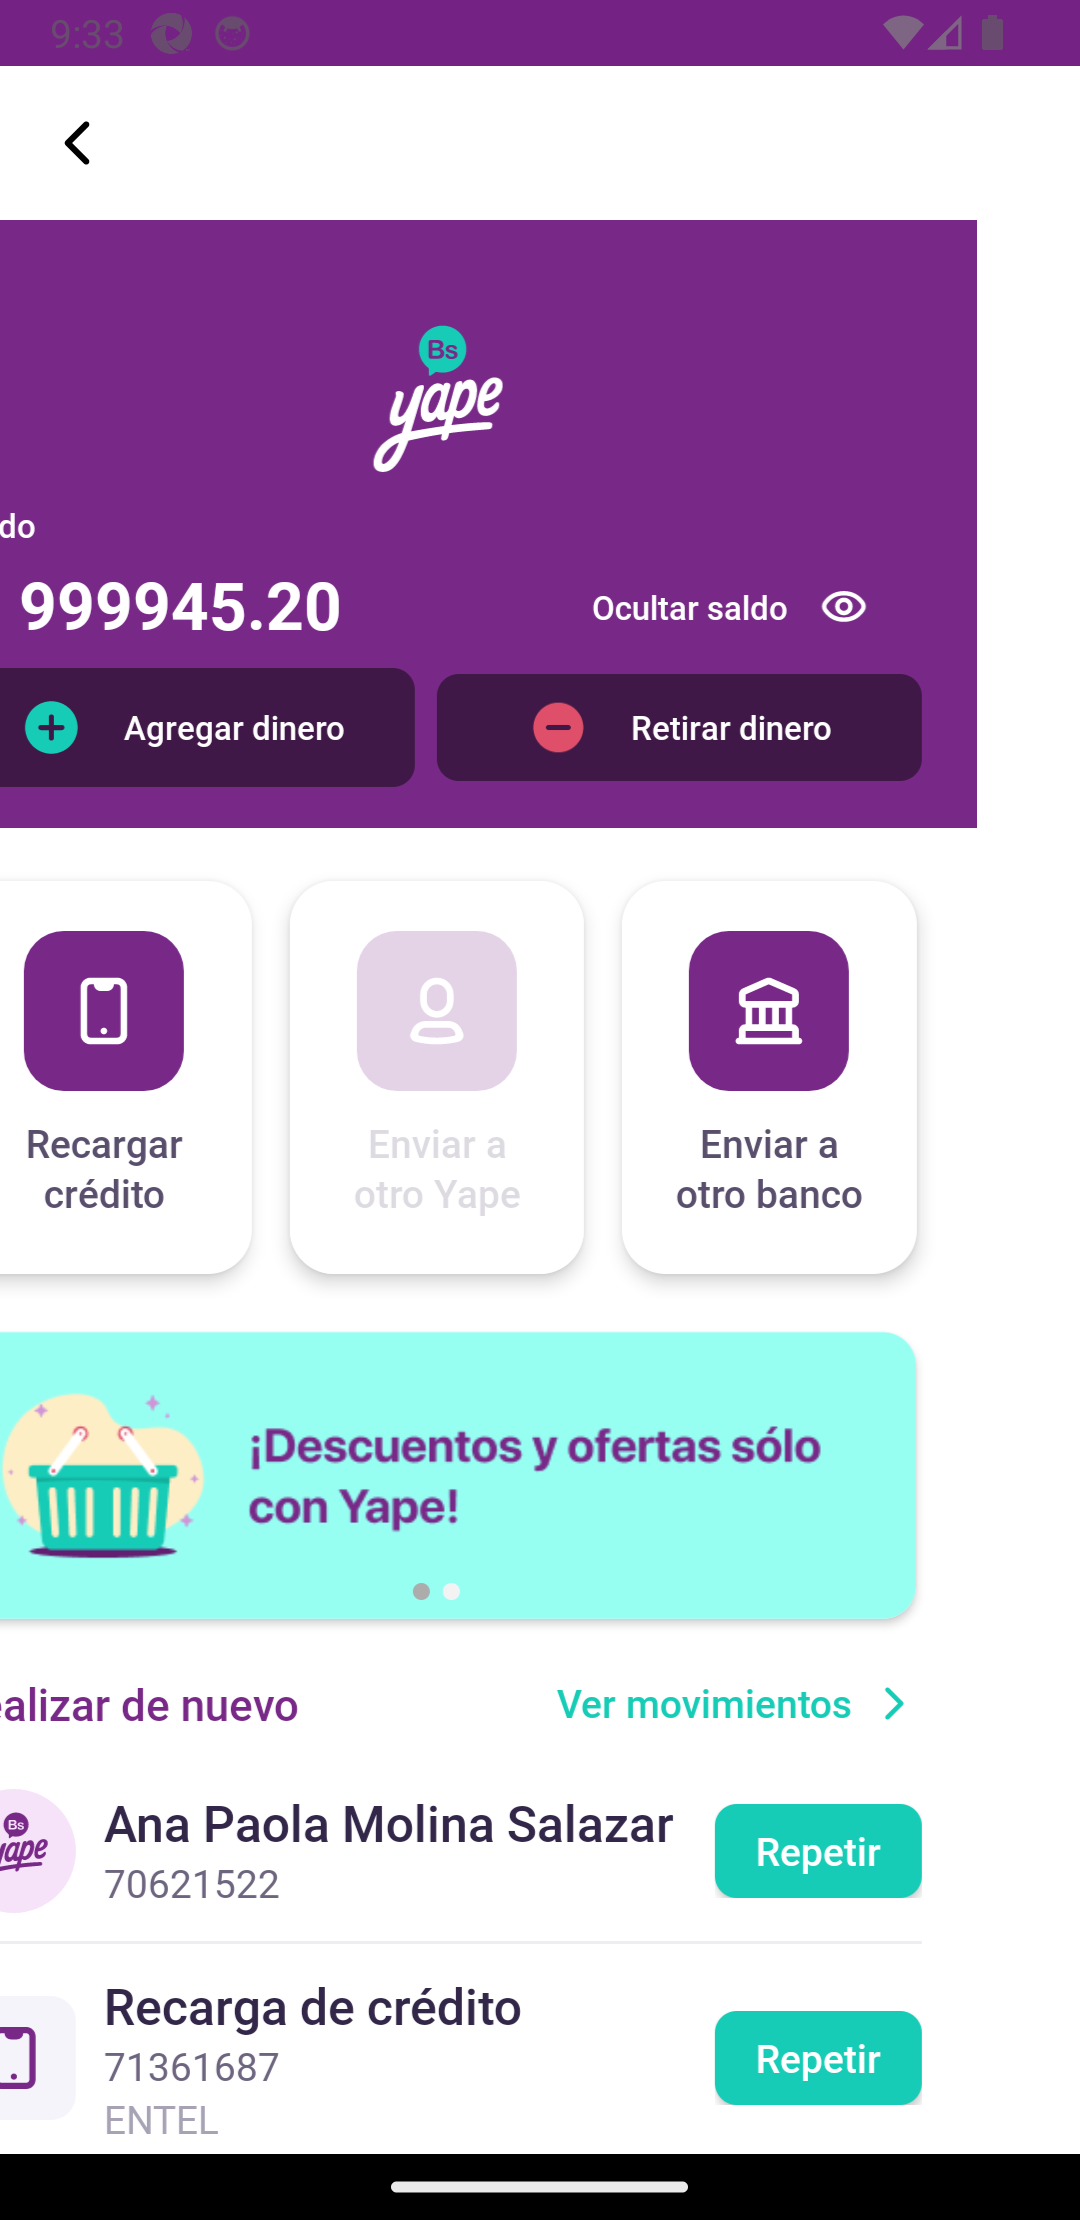 9:33
Bs
yape
do
999945.20
Ocultar saldo
Agregar dinero
Retirar dinero
Recargar
crédito
Enviar a
otro Yape
Enviar a
otro banco
¡Descuentos y ofertas sólo
con Yape!
ealizar de nuevo
Ver movimientos
Bs
yape
Ana Paola Molina Salazar
70621522
Repetir
Recarga de crédito
71361687
ENTEL
Repetir